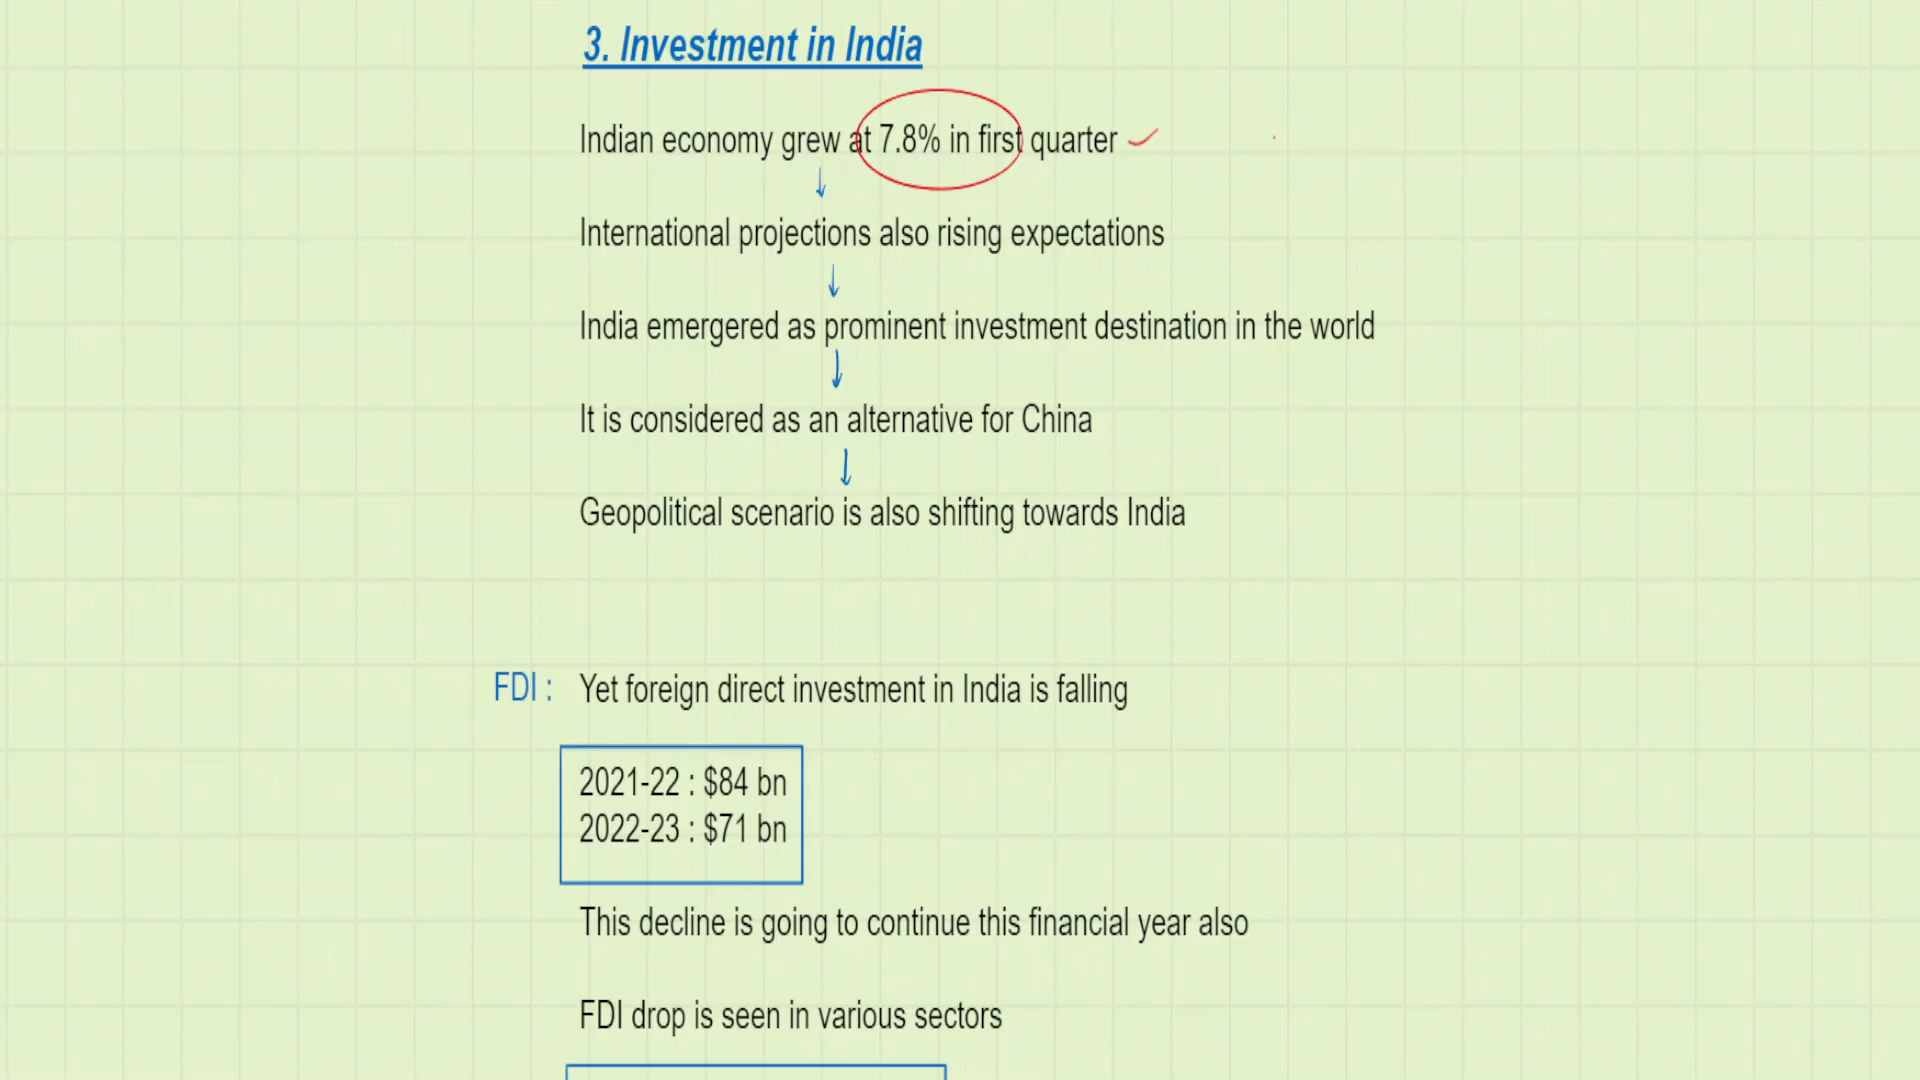 3. Investment in India
Indian economy grew at 7.8% in first quarter
International projections also rising expectations
India emergered as prominent investment destination in the world
It is considered as an alternative for China
Geopolitical scenario is also shifting towards India
FDI : Yet foreign direct investment in India is falling
2021-22 : $84 bn
2022-23 : $71 bn
This decline is going to continue this financial year also
FDI drop is seen in various sectors